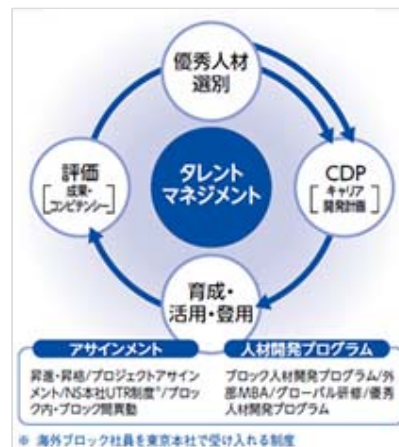 優秀人材
選別
評価
[成果・
コンピテンシー]
タレント
マネジメント
CDP
[キャリア
開発計画]
育成・
活用・登用
アサインメント
昇進・昇格/プロジェクトアサイン
メント/NS本社UTR制度※/ブロッ
ク内・ブロック間異動
人材開発プログラム
ブロック人材開発プログラム/外
部MBA/グローバル研修/優秀
人材開発プログラム
※ 海外ブロック社員を東京本社で受け入れる制度